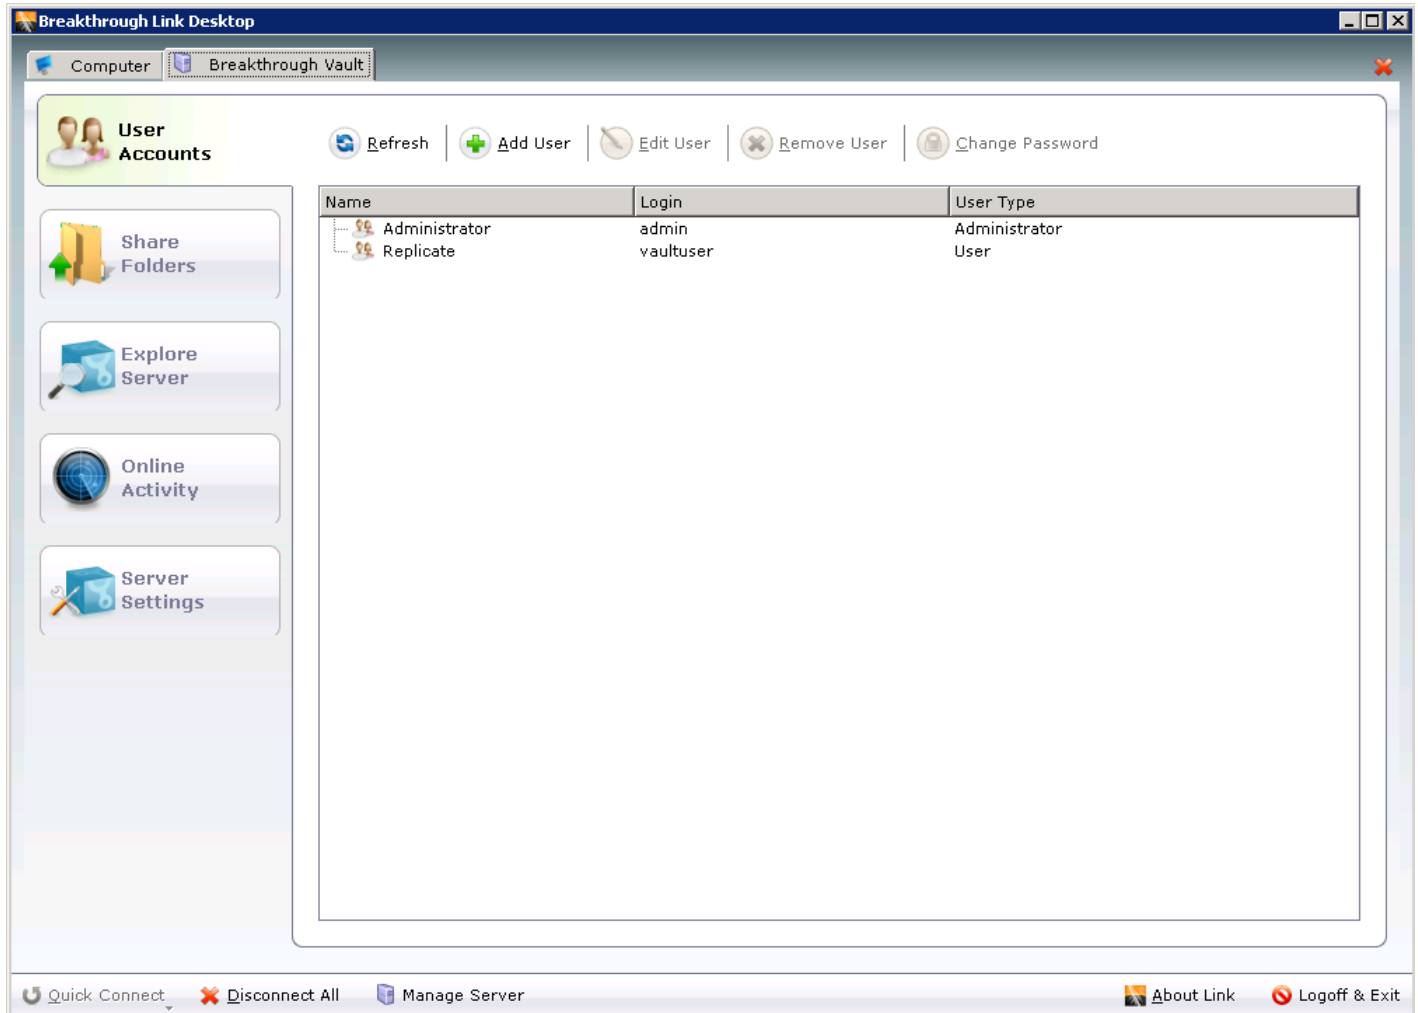 Breakthrough Link Desktop
Computer Breakthrough Vault
User
Accounts
Refresh Add User Edit User Remove User Change Password
Name Login User Type
Administrator admin Administrator
Replicate vaultuser User
Share
Folders
Explore
Server
Online
Activity
Server
Settings
Quick Connect Disconnect All Manage Server About Link Logoff & Exit